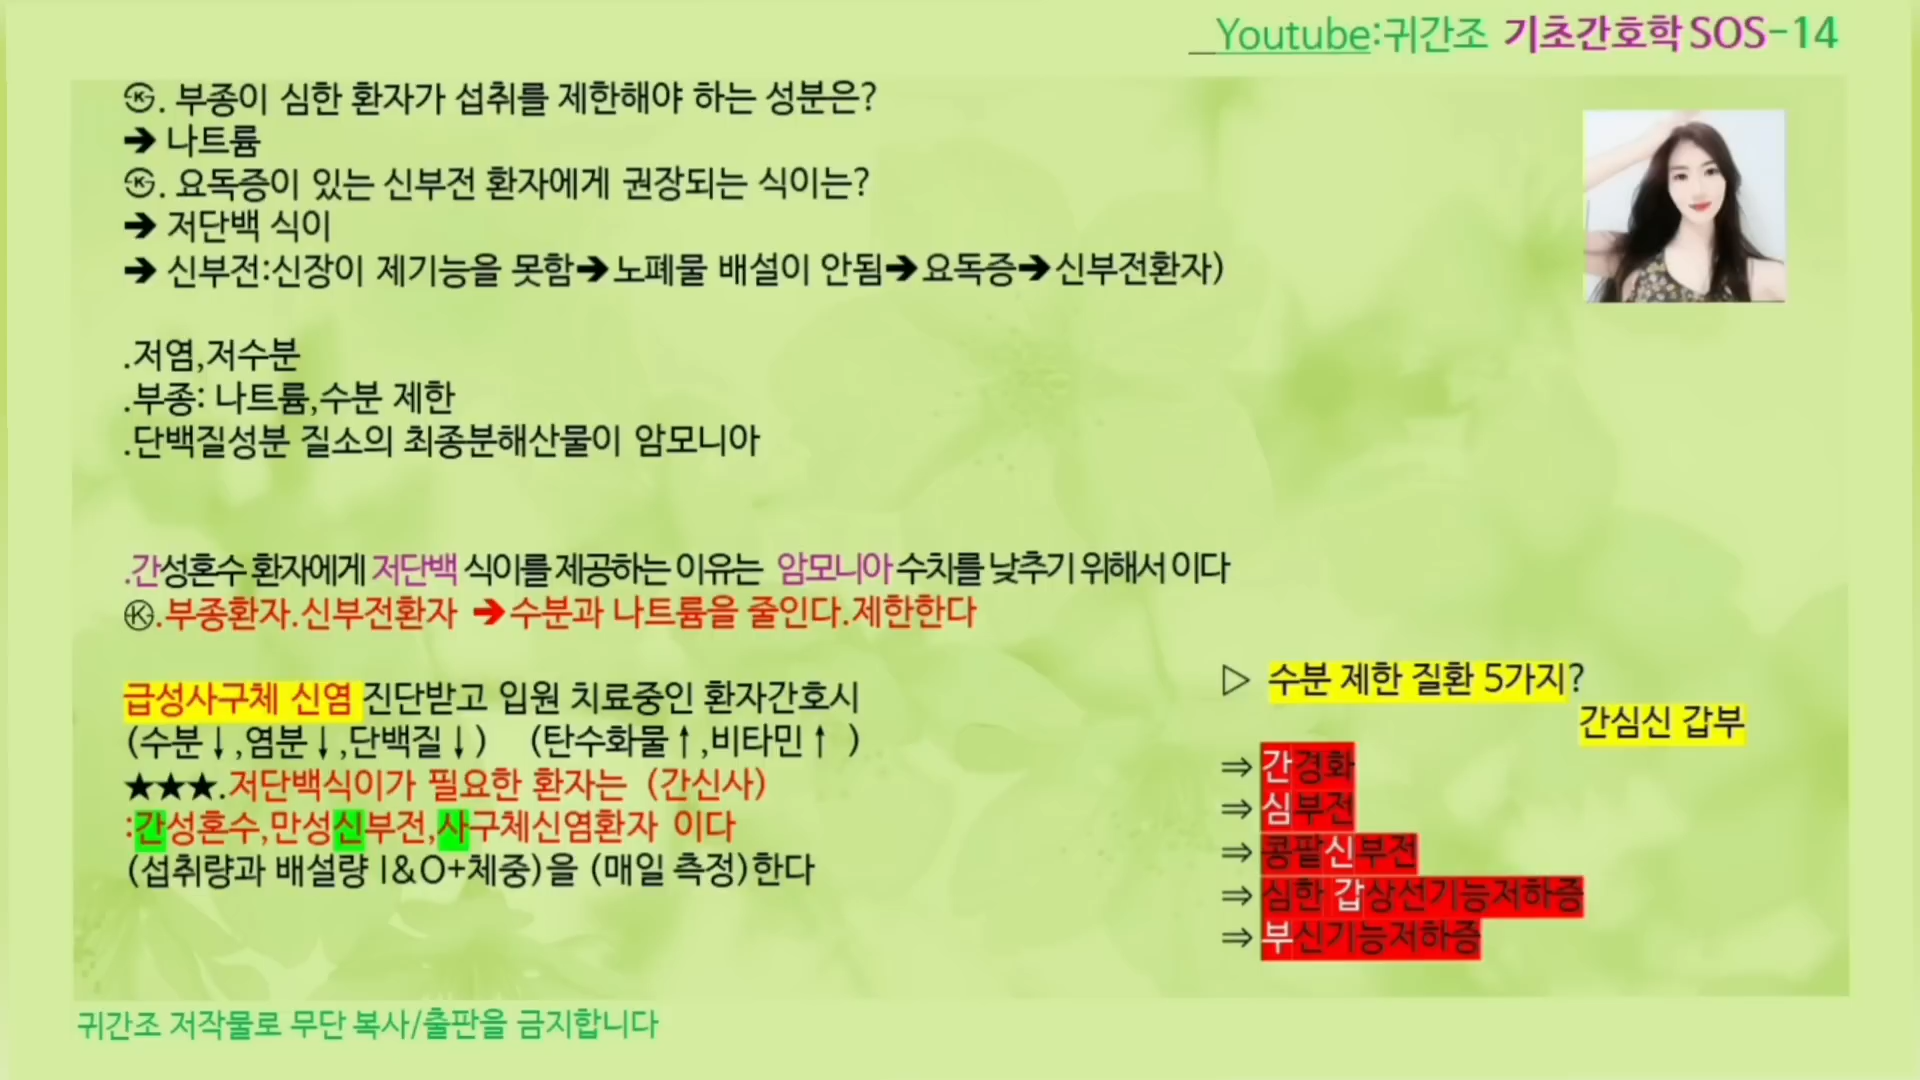 Youtube:귀간조 기초간호학 SOS-14
Ⓚ. 부종이 심한 환자가 섭취를 제한해야 하는 성분은?
➔ 나트륨
Ⓚ. 요독증이 있는 신부전 환자에게 권장되는 식이는?
➔ 저단백 식이
➔ 신부전:신장이 제기능을 못함➔노폐물 배설이 안됨➔요독증➔신부전환자)
.저염,저수분
.부종: 나트륨,수분 제한
.단백질성분 질소의 최종분해산물이 암모니아
.간성혼수 환자에게 저단백 식이를 제공하는 이유는 암모니아 수치를 낮추기 위해서 이다
Ⓚ.부종환자.신부전환자 ➔수분과 나트륨을 줄인다.제한한다
급성사구체 신염 진단받고 입원 치료중인 환자간호시
(수분↓,염분↓,단백질↓) (탄수화물↑,비타민↑ )
★★★.저단백식이가 필요한 환자는 (간신사)
:간성혼수,만성신부전,사구체신염환자 이다
(섭취량과 배설량 I&O+체중)을 (매일 측정)한다
▷ 수분 제한 질환 5가지?
간심신 갑부
⇒ 간경화
⇒ 심부전
⇒ 콩팥신부전
⇒ 심한 갑상선기능저하증
⇒ 부신기능저하증
귀간조 저작물로 무단 복사/출판을 금지합니다